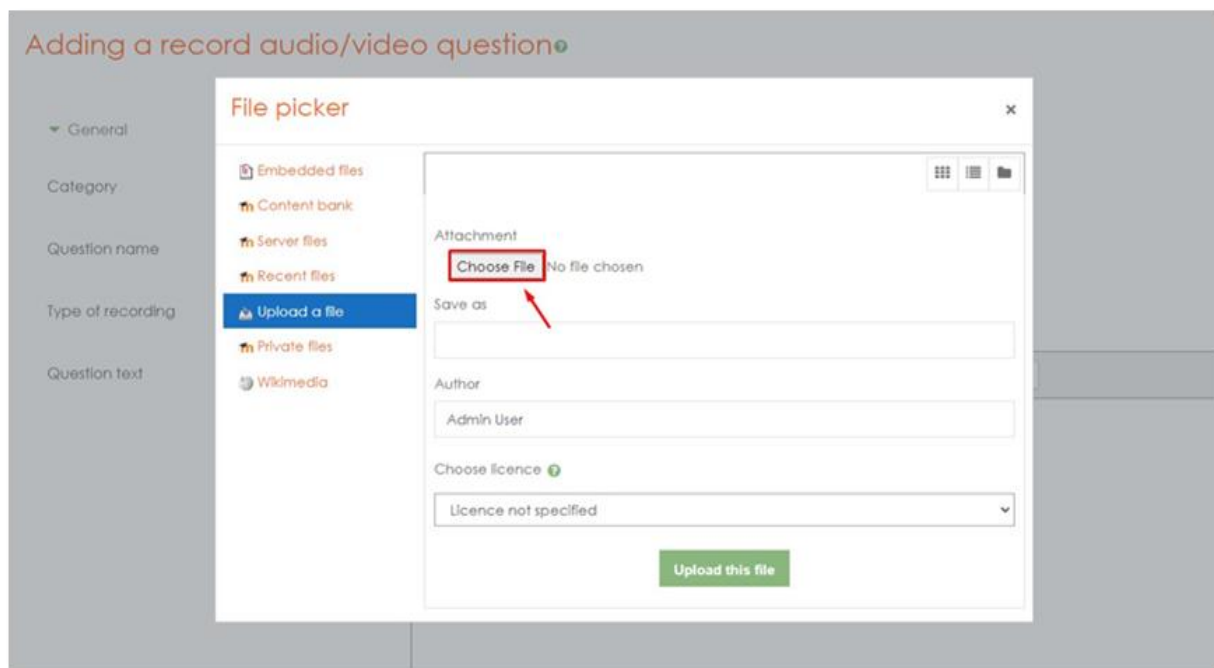 Adding a record audio/video question
File picker
General
Category
Question name
Type of recording
Question text
Embedded files
Content bank
Server files
Recent files
Upload a file
Private files
Wikimedia
Attachment
Choose File No file chosen
Save as
Author
Admin User
Choose licence
Licence not specified
Upload this file